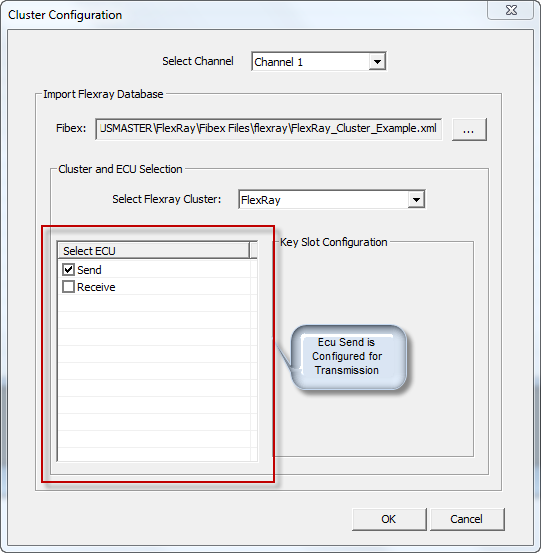 Cluster Configuration
Select Channel Channel 1
Import Flexray Database
Fibex: USMASTER\FlexRay\Fibex Files\flexray\FlexRay_Cluster_Example.xml ...
Cluster and ECU Selection
Select Flexray Cluster: FlexRay
Select ECU
Send
Receive
Key Slot Configuration
Ecu Send is
Configured for
Transmission
OK Cancel